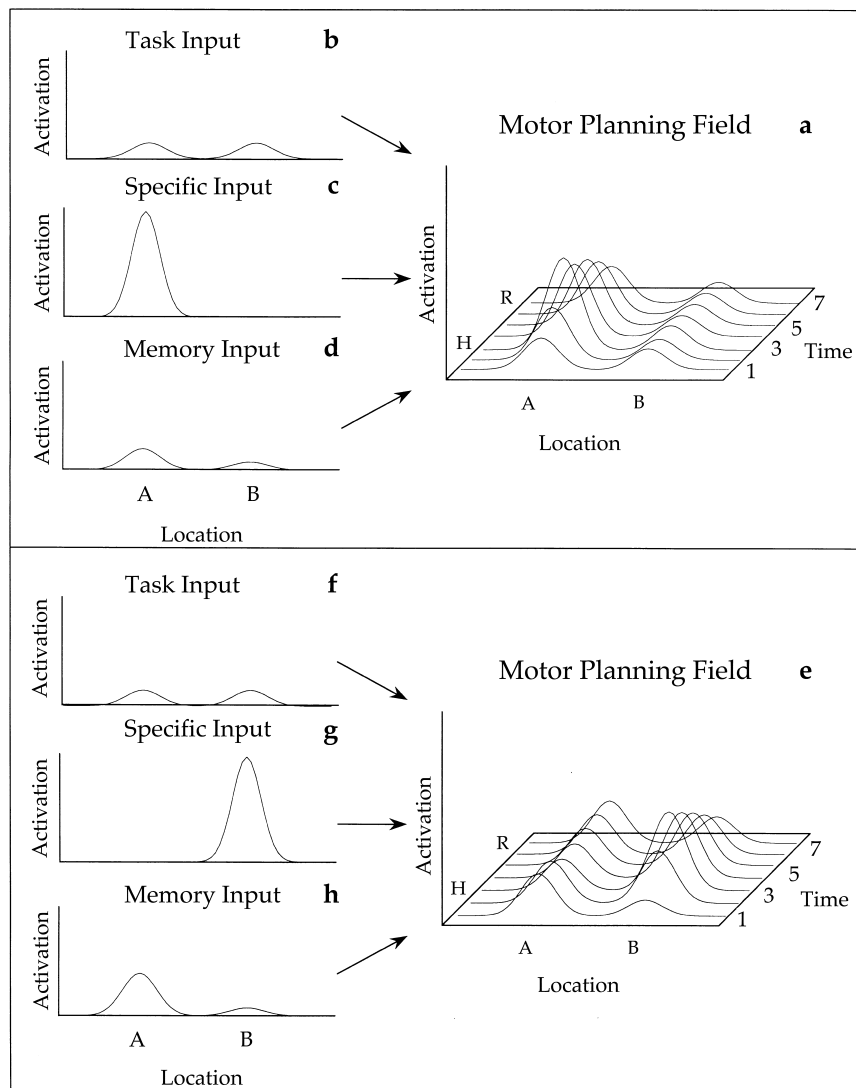 Task Input b
Activation
Specific Input c
Activation
Memory Input d
Activation
A B
Location
Motor Planning Field a
Activation
R
H
7
5
3
1
Time
A B
Location
Task Input f
Activation
Specific Input g
Activation
Memory Input h
Activation
A B
Location
Motor Planning Field e
Activation
R
H
7
5
3
1
Time
A B
Location